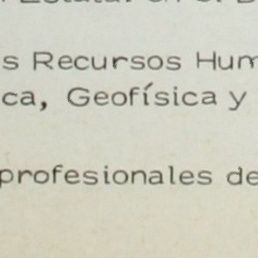 s Recursos Hum
ca, Geofísica y
profesionales de